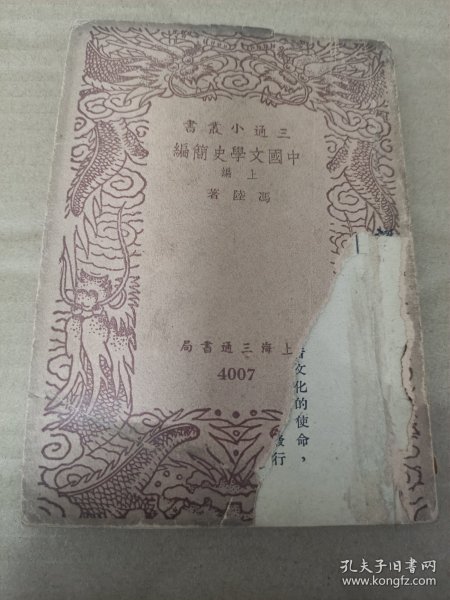 三通小叢書
中國文學史簡編
上編
馮陸著
上海三通書局
4007
文化的使命，
發行
孔夫子旧书网
www.kongfz.com